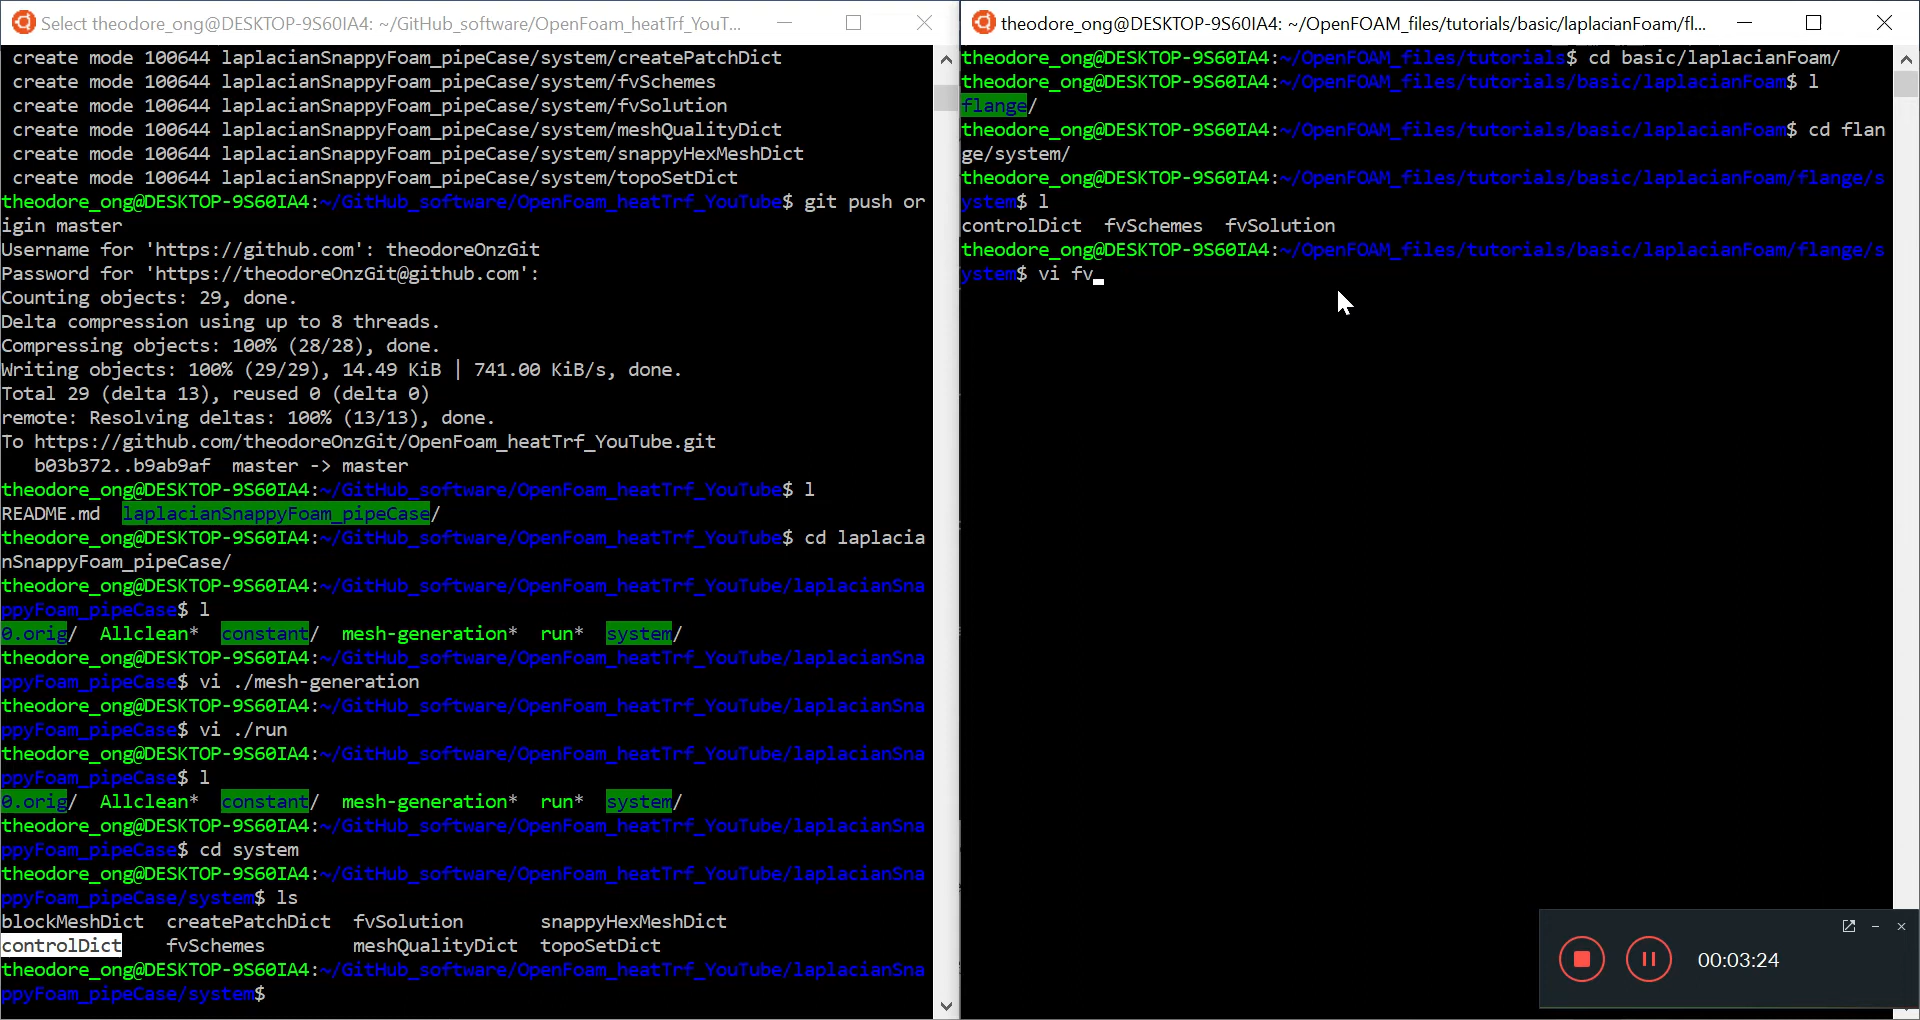 Select theodore_ong@DESKTOP-9S60IA4: ~/GitHub_software/OpenFoam_heatTrf_YouT...
create mode 100644 laplacianSnappyFoam_pipeCase/system/createPatchDict
create mode 100644 laplacianSnappyFoam_pipeCase/system/fvSchemes
create mode 100644 laplacianSnappyFoam_pipeCase/system/fvSolution
create mode 100644 laplacianSnappyFoam_pipeCase/system/meshQualityDict
create mode 100644 laplacianSnappyFoam_pipeCase/system/snappyHexMeshDict
create mode 100644 laplacianSnappyFoam_pipeCase/system/topoSetDict
theodore_ong@DESKTOP-9S60IA4:~/GitHub_software/OpenFoam_heatTrf_YouTube$ git push or
igin master
Username for 'https://github.com': theodoreOnzGit
Password for 'https://theodoreOnzGit@github.com':
Counting objects: 29, done.
Delta compression using up to 8 threads.
Compressing objects: 100% (28/28), done.
Writing objects: 100% (29/29), 14.49 KiB | 741.00 KiB/s, done.
Total 29 (delta 13), reused 0 (delta 0)
remote: Resolving deltas: 100% (13/13), done.
To https://github.com/theodoreOnzGit/OpenFoam_heatTrf_YouTube.git
b03b372..b9ab9af  master -> master
theodore_ong@DESKTOP-9S60IA4:~/GitHub_software/OpenFoam_heatTrf_YouTube$ l
README.md  laplacianSnappyFoam_pipeCase/
theodore_ong@DESKTOP-9S60IA4:~/GitHub_software/OpenFoam_heatTrf_YouTube$ cd laplacia
nSnappyFoam_pipeCase/
theodore_ong@DESKTOP-9S60IA4:~/GitHub_software/OpenFoam_heatTrf_YouTube/laplacianSna
ppyFoam_pipeCase$ l
0.orig/  Allclean*  constant/  mesh-generation*  run*  system/
theodore_ong@DESKTOP-9S60IA4:~/GitHub_software/OpenFoam_heatTrf_YouTube/laplacianSna
ppyFoam_pipeCase$ vi ./mesh-generation
theodore_ong@DESKTOP-9S60IA4:~/GitHub_software/OpenFoam_heatTrf_YouTube/laplacianSna
ppyFoam_pipeCase$ vi ./run
theodore_ong@DESKTOP-9S60IA4:~/GitHub_software/OpenFoam_heatTrf_YouTube/laplacianSna
ppyFoam_pipeCase$ l
0.orig/  Allclean*  constant/  mesh-generation*  run*  system/
theodore_ong@DESKTOP-9S60IA4:~/GitHub_software/OpenFoam_heatTrf_YouTube/laplacianSna
ppyFoam_pipeCase$ cd system
theodore_ong@DESKTOP-9S60IA4:~/GitHub_software/OpenFoam_heatTrf_YouTube/laplacianSna
ppyFoam_pipeCase/system$ ls
blockMeshDict  createPatchDict  fvSolution       snappyHexMeshDict
controlDict    fvSchemes        meshQualityDict  topoSetDict
theodore_ong@DESKTOP-9S60IA4:~/GitHub_software/OpenFoam_heatTrf_YouTube/laplacianSna
ppyFoam_pipeCase/system$
theodore_ong@DESKTOP-9S60IA4: ~/OpenFOAM_files/tutorials/basic/laplacianFoam/fl...
theodore_ong@DESKTOP-9S60IA4:~/OpenFOAM_files/tutorials$ cd basic/laplacianFoam/
theodore_ong@DESKTOP-9S60IA4:~/OpenFOAM_files/tutorials/basic/laplacianFoam$ l
flange/
theodore_ong@DESKTOP-9S60IA4:~/OpenFOAM_files/tutorials/basic/laplacianFoam$ cd flan
ge/system/
theodore_ong@DESKTOP-9S60IA4:~/OpenFOAM_files/tutorials/basic/laplacianFoam/flange/s
ystem$ l
controlDict  fvSchemes  fvSolution
theodore_ong@DESKTOP-9S60IA4:~/OpenFOAM_files/tutorials/basic/laplacianFoam/flange/s
ystem$ vi fv
00:03:24